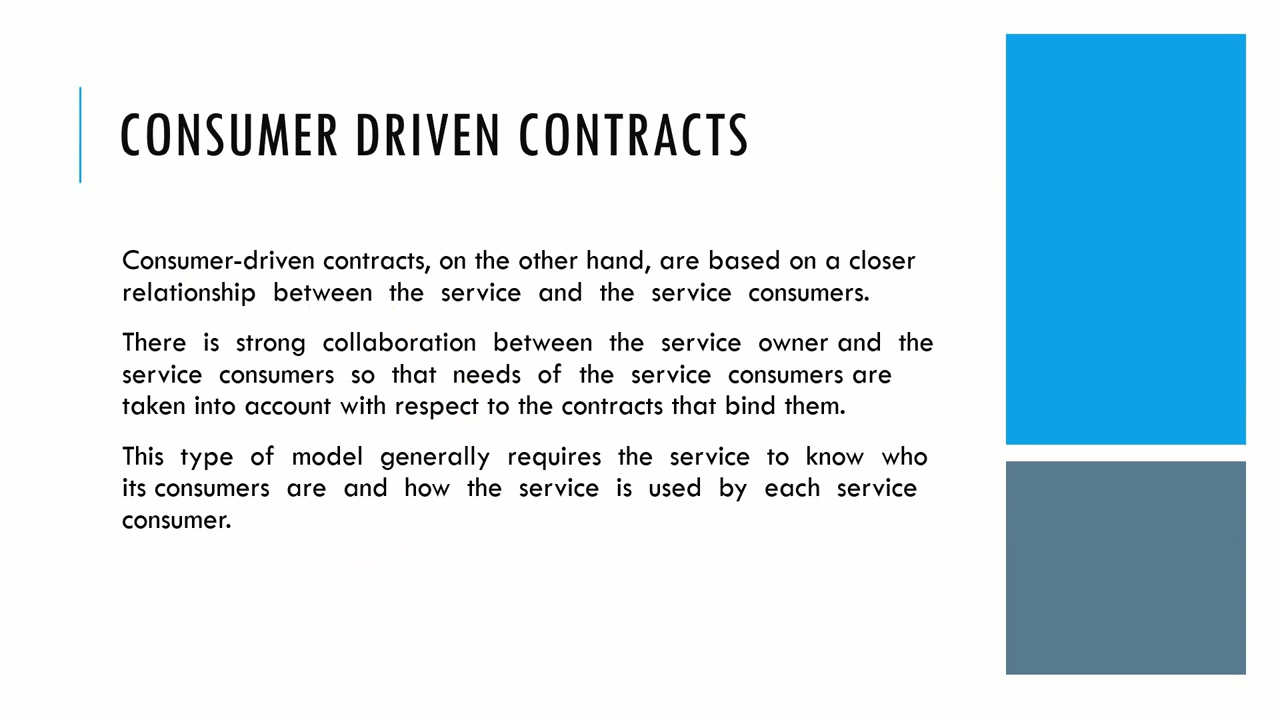 CONSUMER DRIVEN CONTRACTS
Consumer-driven contracts, on the other hand, are based on a closer
relationship between the service and the service consumers.
There is strong collaboration between the service owner and the
service consumers so that needs of the service consumers are
taken into account with respect to the contracts that bind them.
This type of model generally requires the service to know who
its consumers are and how the service is used by each service
consumer.